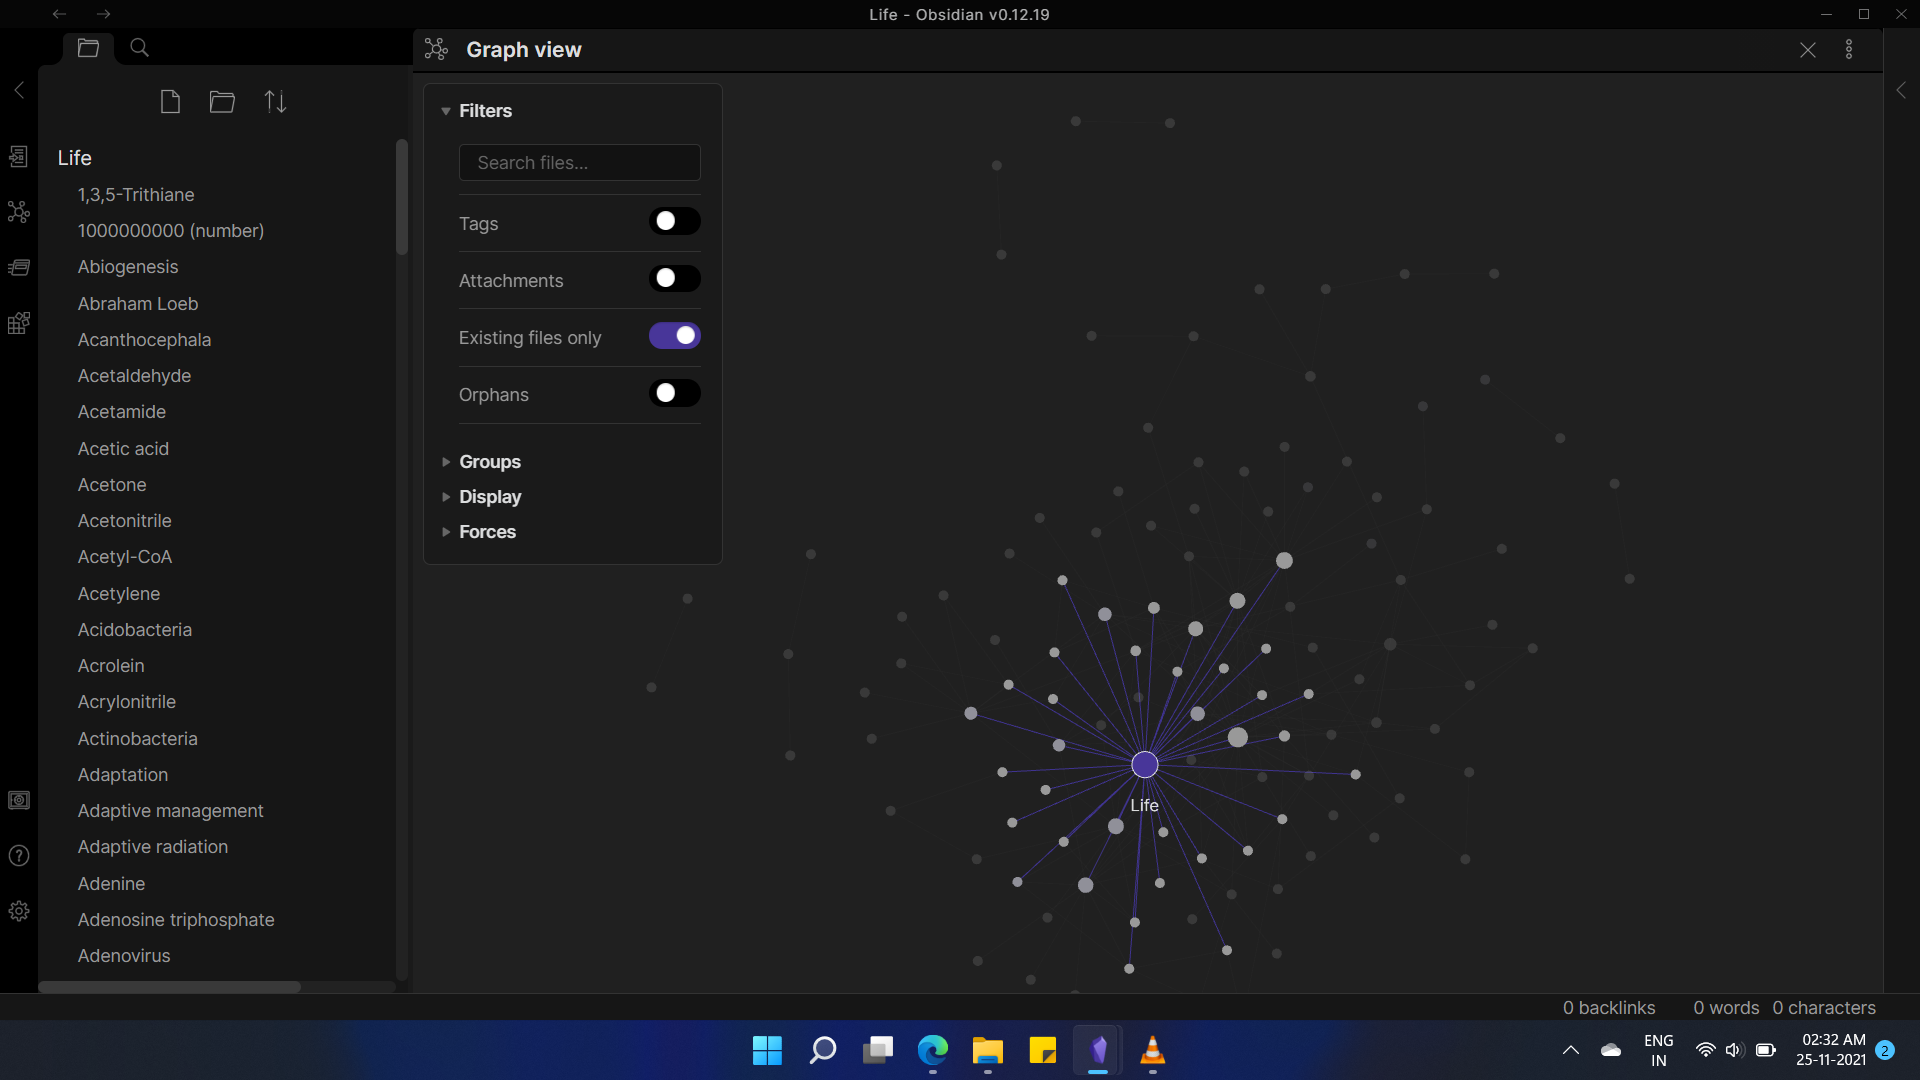 Life - Obsidian v0.12.19
Graph view
Filters
Search files...
Tags
Attachments
Existing files only
Orphans
Groups
Display
Forces
Life
1,3,5-Trithiane
1000000000 (number)
Abiogenesis
Abraham Loeb
Acanthocephala
Acetaldehyde
Acetamide
Acetic acid
Acetone
Acetonitrile
Acetyl-CoA
Acetylene
Acidobacteria
Acrolein
Acrylonitrile
Actinobacteria
Adaptation
Adaptive management
Adaptive radiation
Adenine
Adenosine triphosphate
Adenovirus
Life
0 backlinks 0 words 0 characters
ENG
IN
02:32 AM
25-11-2021
2